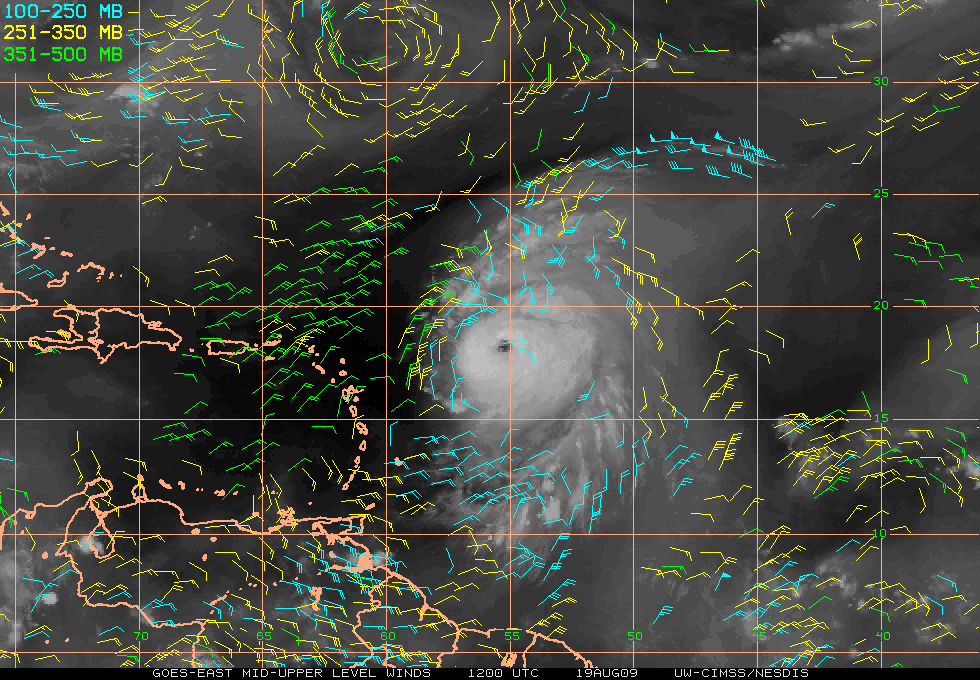 100-250 MB
251-350 MB
351-500 MB
30
25
20
15
10
70 65 60 55 50 45 40
GOES-EAST MID-UPPER LEVEL WINDS 1200 UTC 19AUG09 UW-CIMSS/NESDIS